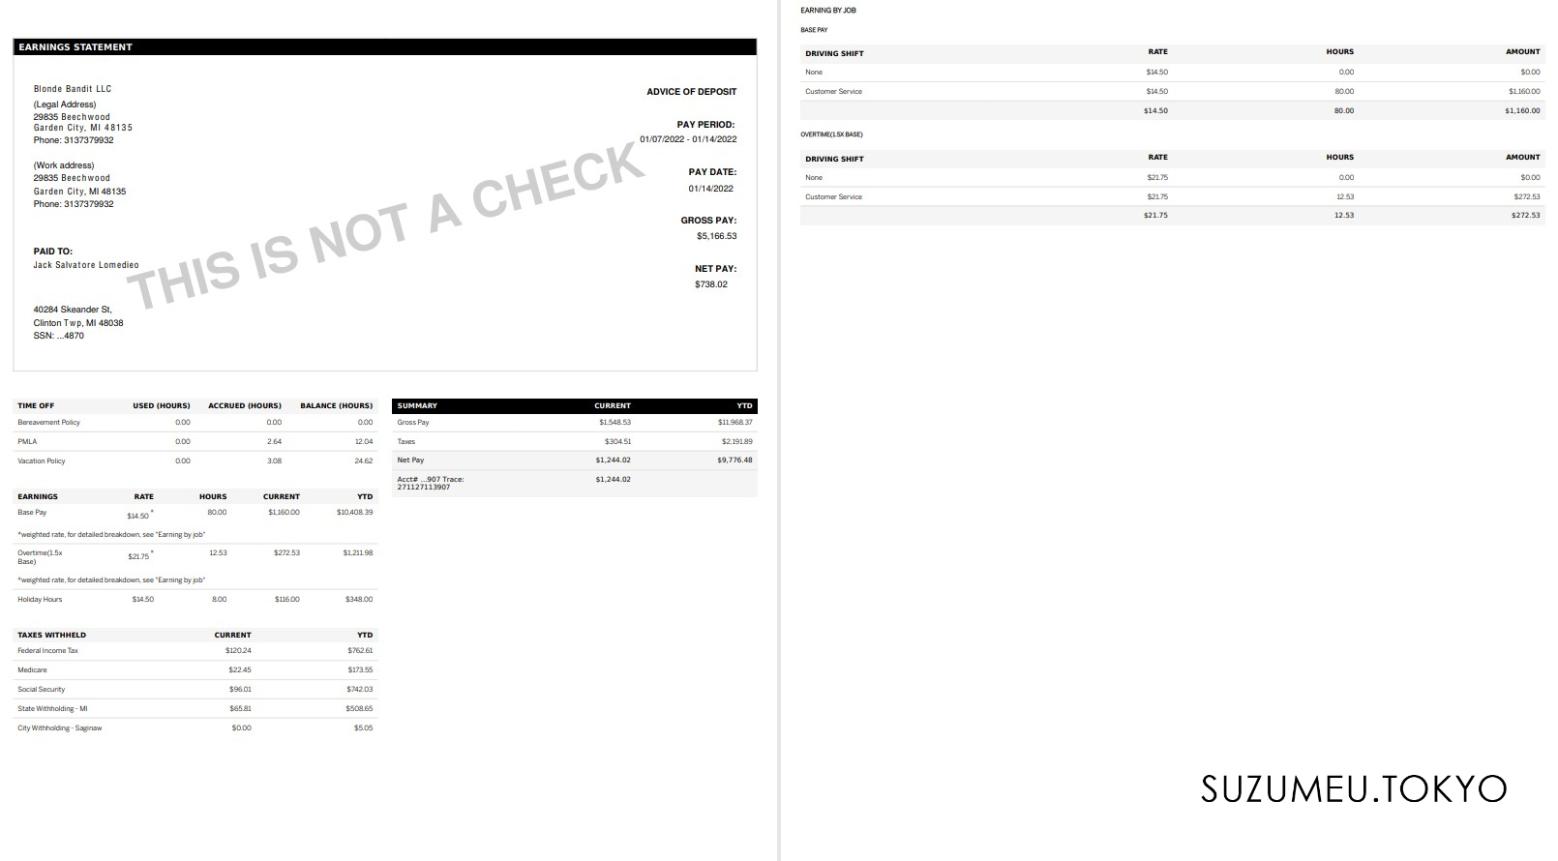 EARNINGS STATEMENT
Blonde Bandit LLC
(Legal Address)
29835 Beechwood
Garden City, MI 48135
Phone: 3137379932
(Work address)
29835 Beechwood
Garden City, MI 48135
Phone: 3137379932
PAID TO:
Jack Salvatore Lomedieo
40284 Skeander St,
Clinton Twp, MI 48038
SSN: ...4870
THIS IS NOT A CHECK
ADVICE OF DEPOSIT
PAY PERIOD:
01/07/2022 - 01/14/2022
PAY DATE:
01/14/2022
GROSS PAY:
$5,166.53
NET PAY:
$738.02
TIME OFF USED (HOURS) ACCRUED (HOURS) BALANCE (HOURS)
Bereavement Policy 0.00 0.00 0.00
PMLA 0.00 2.64 12.04
Vacation Policy 0.00 3.08 24.62
EARNINGS RATE HOURS CURRENT YTD
Base Pay $14.50 * 80.00 $1,160.00 $10,408.39
*weighted rate, for detailed breakdown, see "Earning by job"
Overtime(1.5x $21.75 * 12.53 $272.53 $1,211.98
Base)
*weighted rate, for detailed breakdown, see "Earning by job"
Holiday Hours $14.50 8.00 $116.00 $348.00
TAXES WITHHELD CURRENT YTD
Federal Income Tax $120.24 $762.61
Medicare $22.45 $173.55
Social Security $96.01 $742.03
State Withholding - MI $65.81 $508.65
City Withholding - Saginaw $0.00 $5.05
SUMMARY CURRENT YTD
Gross Pay $1,548.53 $11,968.37
Taxes $304.51 $2,191.89
Net Pay $1,244.02 $9,776.48
Acct# ...907 Trace: $1,244.02
271127113907
EARNING BY JOB
BASE PAY
DRIVING SHIFT RATE HOURS AMOUNT
None $14.50 0.00 $0.00
Customer Service $14.50 80.00 $1,160.00
$14.50 80.00 $1,160.00
OVERTIME(1.5X BASE)
DRIVING SHIFT RATE HOURS AMOUNT
None $21.75 0.00 $0.00
Customer Service $21.75 12.53 $272.53
$21.75 12.53 $272.53
SUZUMEU.TOKYO